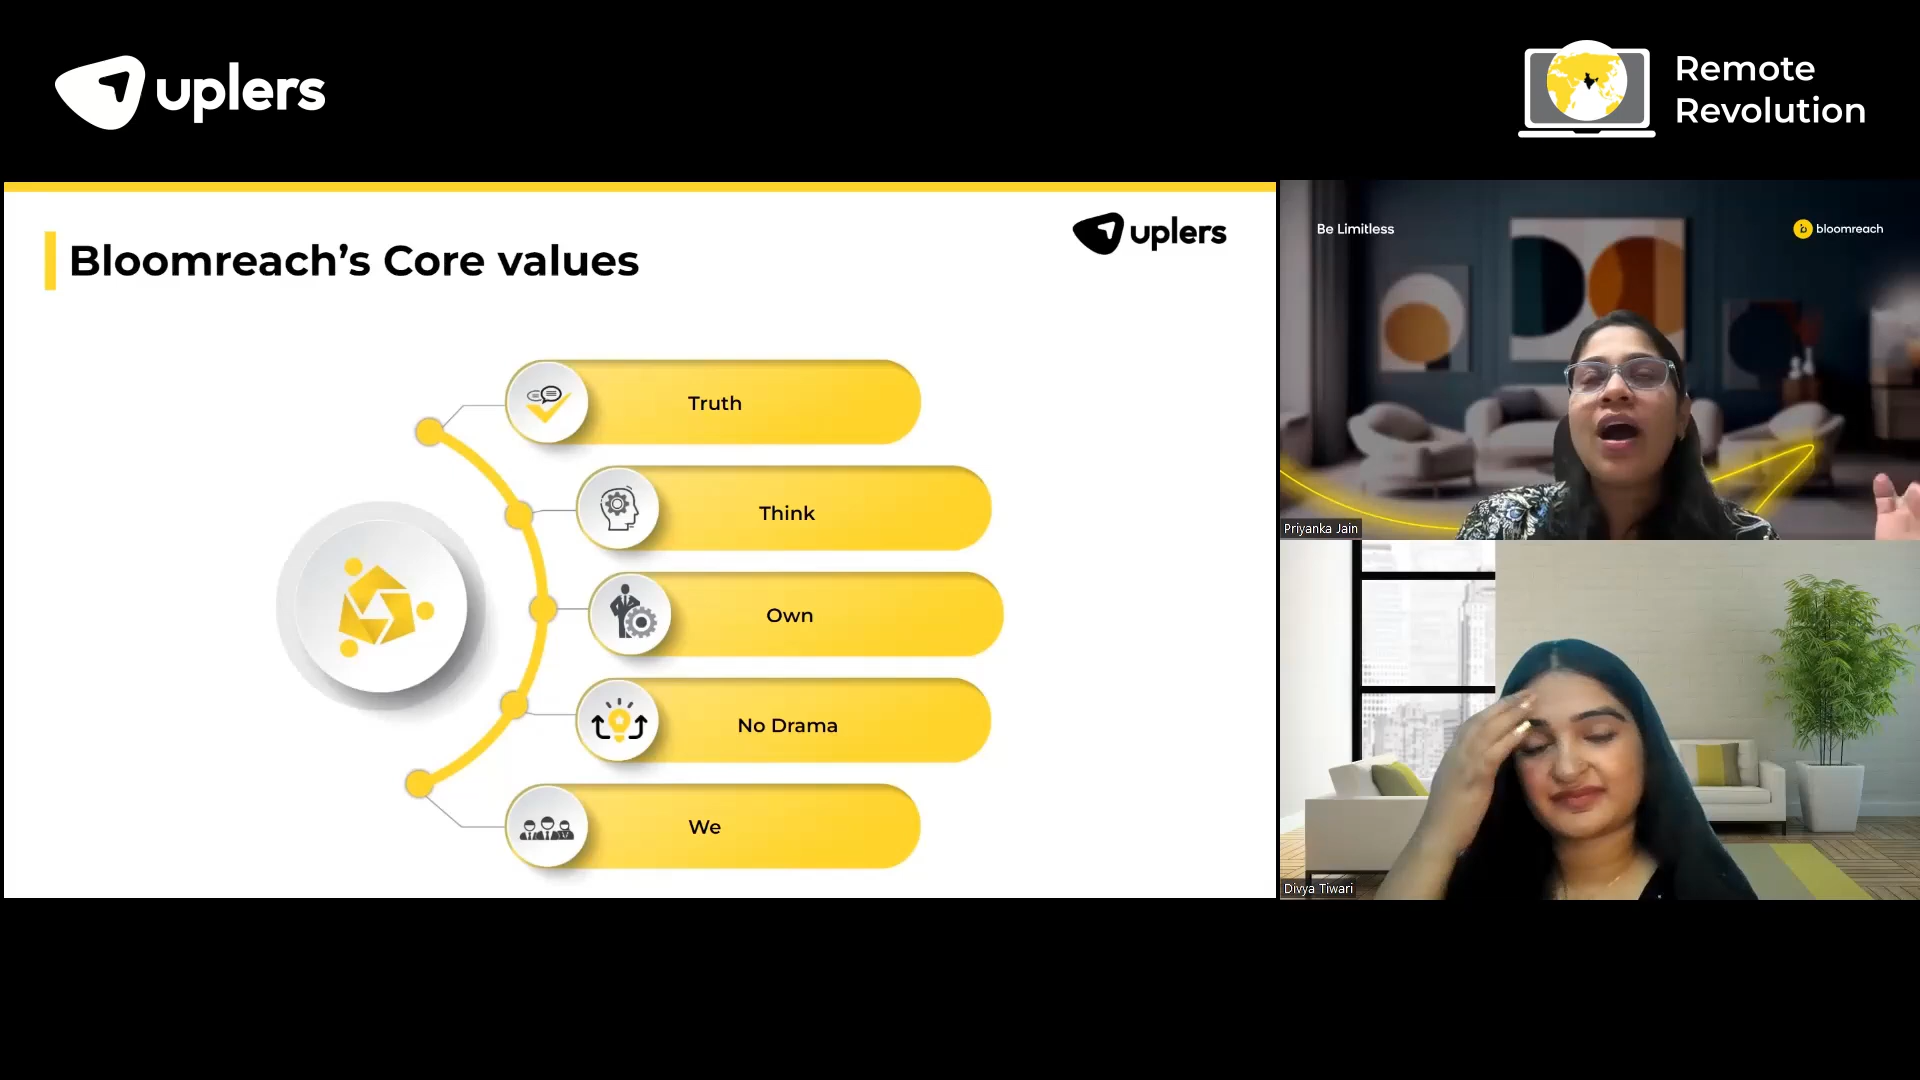 uplers
Remote
Revolution
Bloomreach’s Core values
uplers
Truth
Think
Own
No Drama
We
Be Limitless
bloomreach
Priyanka Jain
Divya Tiwari